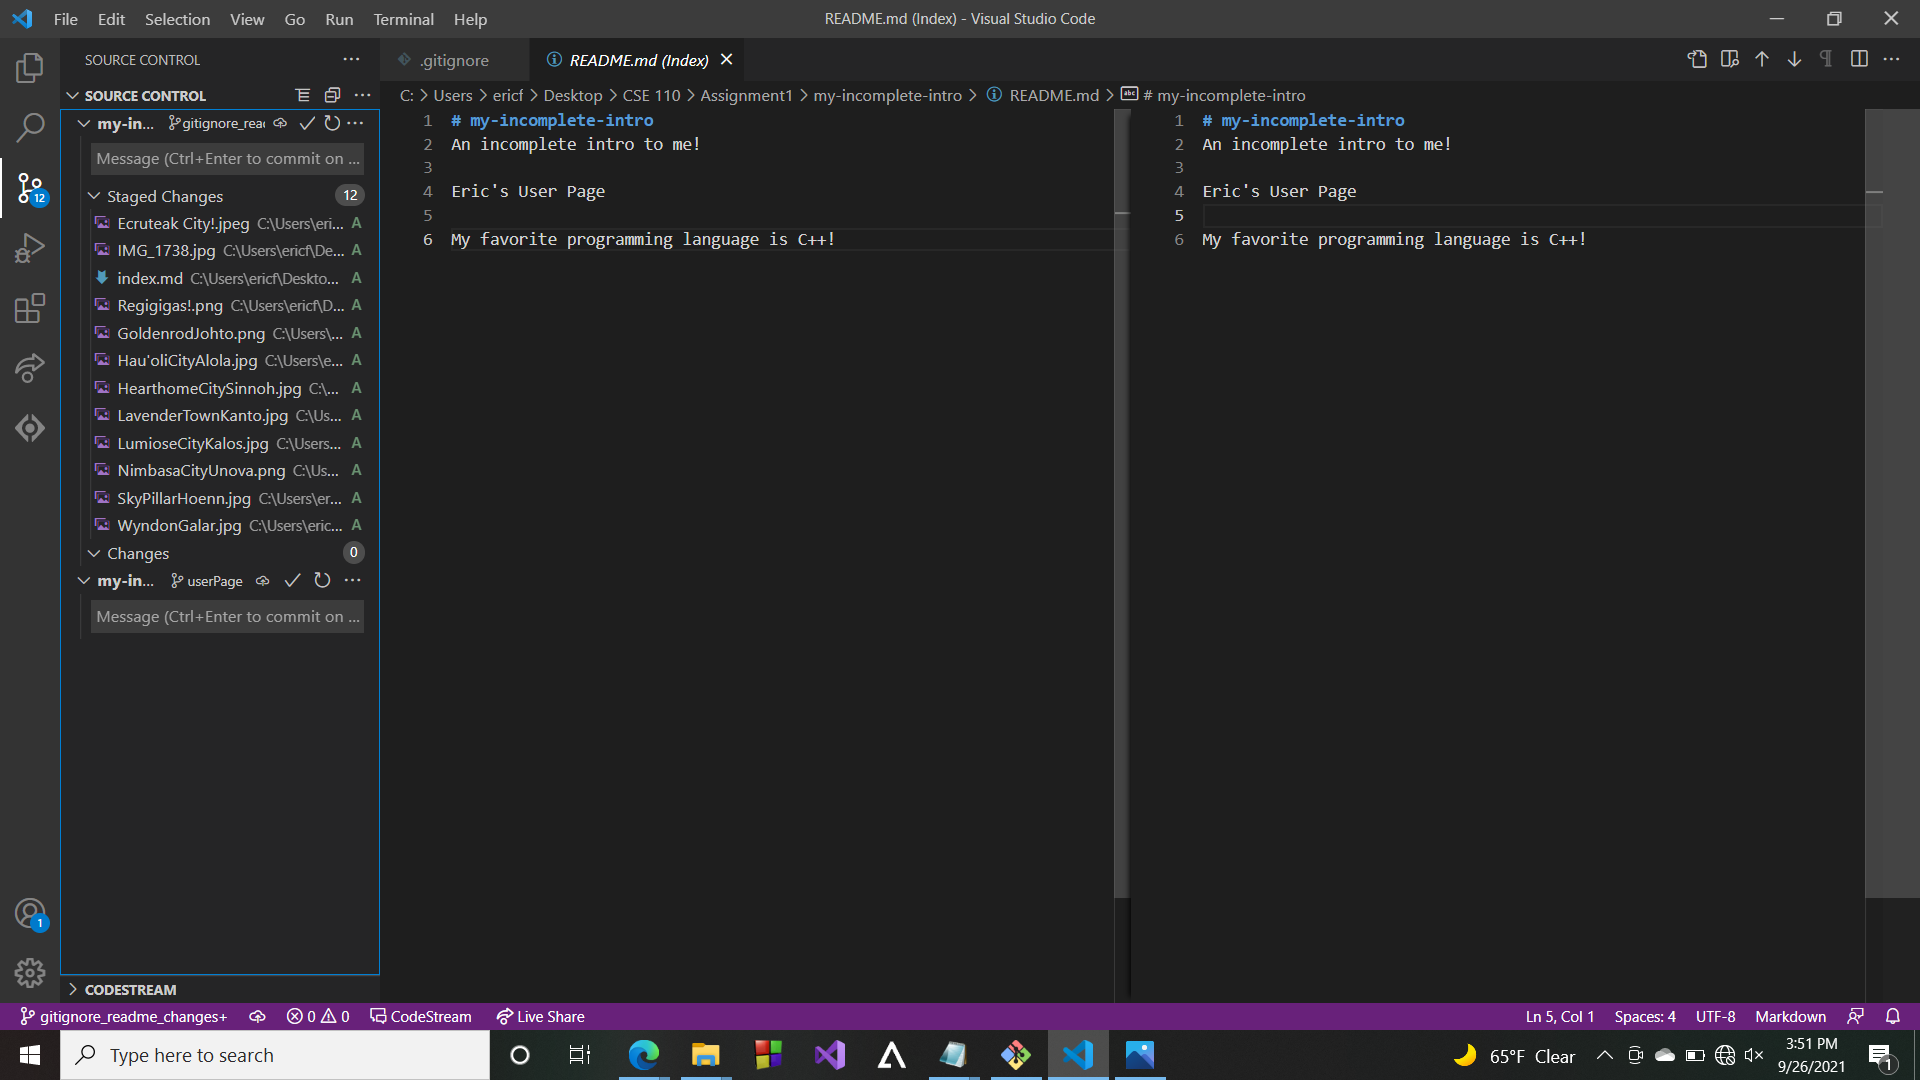 File Edit Selection View Go Run Terminal Help
README.md (Index) - Visual Studio Code
SOURCE CONTROL
.gitignore
README.md (Index)
SOURCE CONTROL
C: > Users > ericf > Desktop > CSE 110 > Assignment1 > my-incomplete-intro > README.md > # my-incomplete-intro
my-in... gitignore_read
Message (Ctrl+Enter to commit on ...
Staged Changes 12
Ecruteak City!.jpeg C:\Users\eri... A
IMG_1738.jpg C:\Users\ericf\De... A
index.md C:\Users\ericf\Deskto... A
Regigigas!.png C:\Users\ericf\D... A
GoldenrodJohto.png C:\Users\... A
Hau'oliCityAlola.jpg C:\Users\e... A
HearthomeCitySinnoh.jpg C:\... A
LavenderTownKanto.jpg C:\Us... A
LumioseCityKalos.jpg C:\Users... A
NimbasaCityUnova.png C:\Us... A
SkyPillarHoenn.jpg C:\Users\er... A
WyndonGalar.jpg C:\Users\eric... A
Changes 0
my-in... userPage
Message (Ctrl+Enter to commit on ...
12
1
CODESTREAM
1 # my-incomplete-intro
2 An incomplete intro to me!
3
4 Eric's User Page
5
6 My favorite programming language is C++!
1 # my-incomplete-intro
2 An incomplete intro to me!
3
4 Eric's User Page
5
6 My favorite programming language is C++!
gitignore_readme_changes+ 0 0 CodeStream Live Share
Ln 5, Col 1 Spaces: 4 UTF-8 Markdown
Type here to search
65°F Clear
3:51 PM
9/26/2021
1